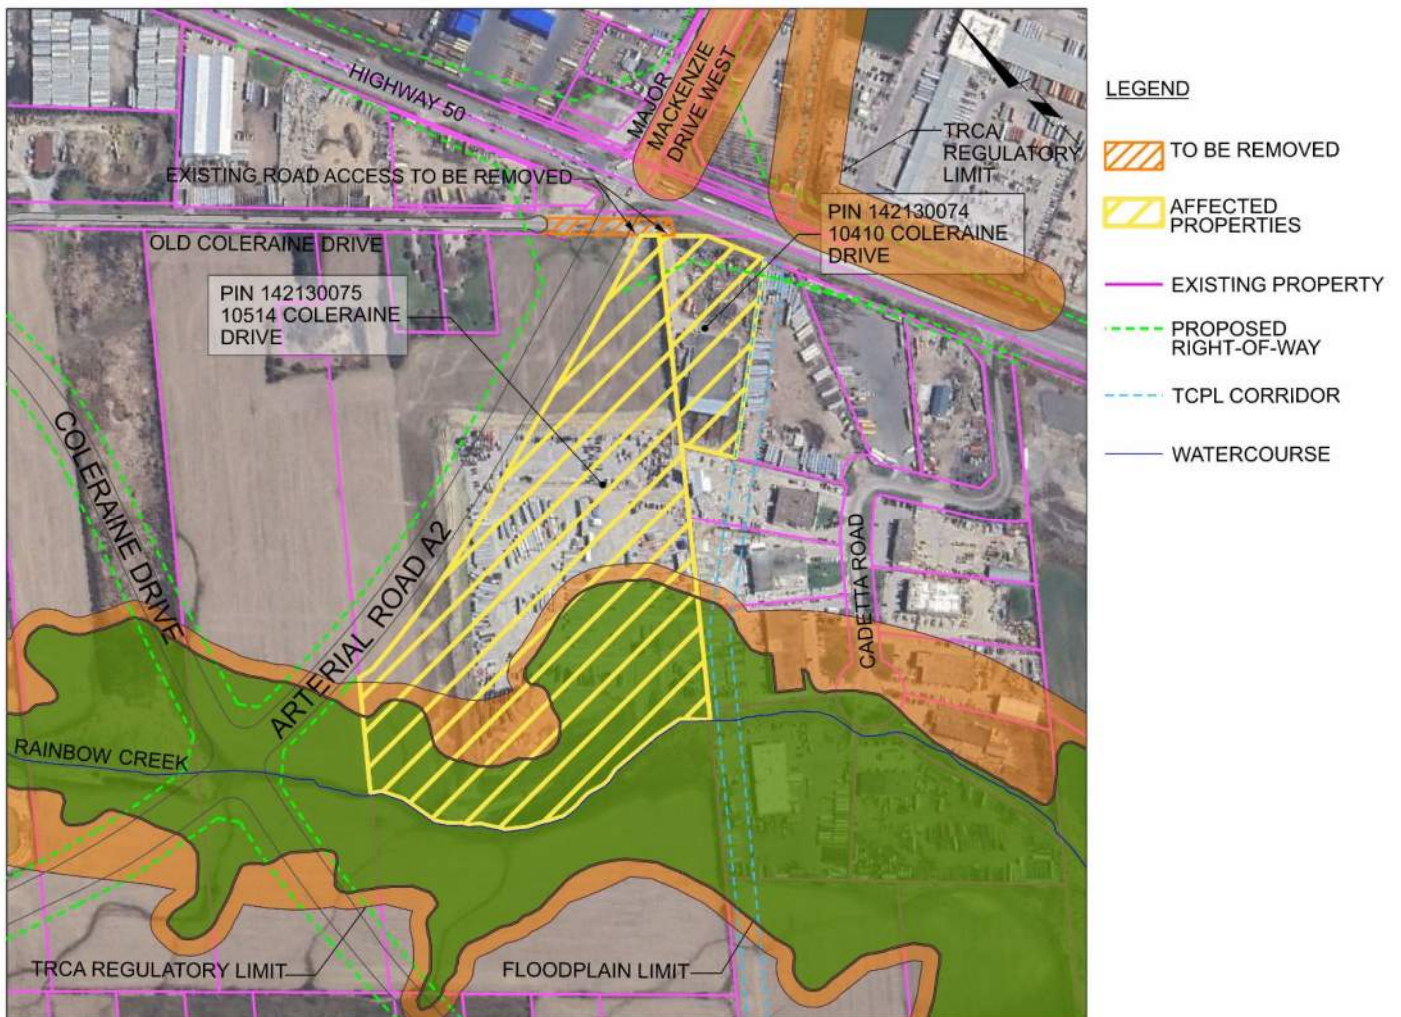 HIGHWAY 50
MAJOR
MACKENZIE
DRIVE WEST
TRCA
REGULATORY
LIMIT
EXISTING ROAD ACCESS TO BE REMOVED
OLD COLERAINE DRIVE
PIN 142130074
10410 COLERAINE
DRIVE
PIN 142130075
10514 COLERAINE
DRIVE
COLERAINE DRIVE
ARTERIAL ROAD A2
CADETTA ROAD
RAINBOW CREEK
TRCA REGULATORY LIMIT
FLOODPLAIN LIMIT
LEGEND
TO BE REMOVED
AFFECTED
PROPERTIES
EXISTING PROPERTY
PROPOSED
RIGHT-OF-WAY
TCPL CORRIDOR
WATERCOURSE